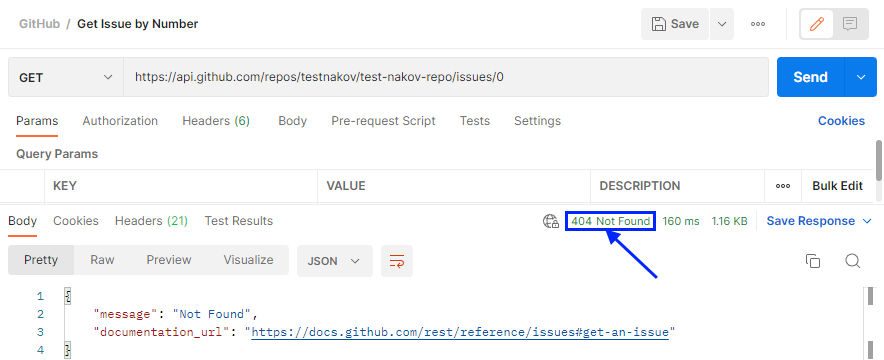 GitHub / Get Issue by Number Save
GET https://api.github.com/repos/testnakov/test-nakov-repo/issues/0 Send
Params Authorization Headers (6) Body Pre-request Script Tests Settings Cookies
Query Params
KEY VALUE DESCRIPTION Bulk Edit
Body Cookies Headers (21) Test Results 404 Not Found 160 ms 1.16 KB Save Response
Pretty Raw Preview Visualize JSON
1 {
2 "message": "Not Found",
3 "documentation_url": "https://docs.github.com/rest/reference/issues#get-an-issue"
4 }